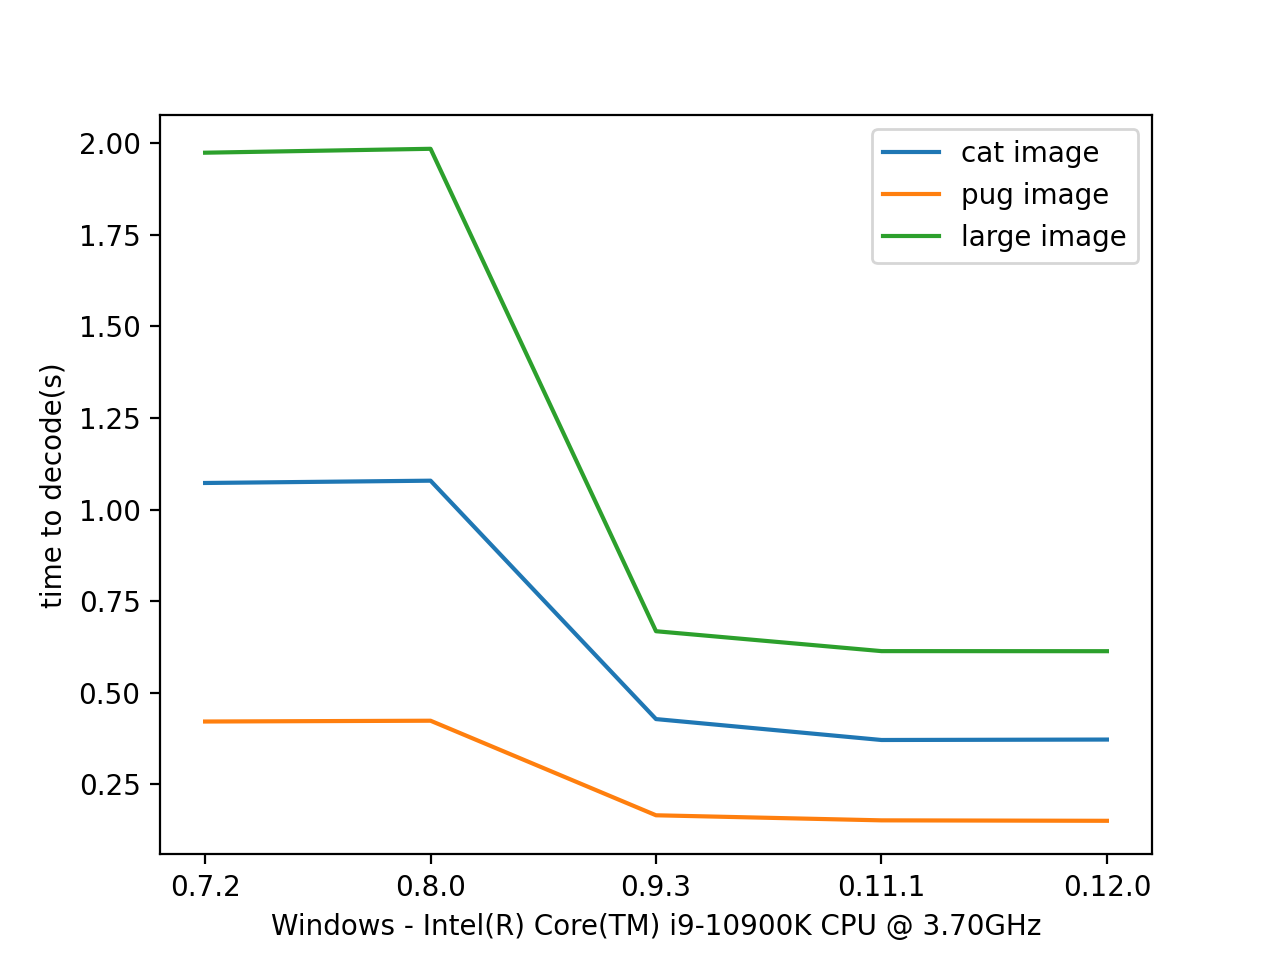 cat image
pug image
large image
2.00
1.75
1.50
1.25
1.00
0.75
0.50
0.25
time to decode(s)
0.7.2 0.8.0 0.9.3 0.11.1 0.12.0
Windows - Intel(R) Core(TM) i9-10900K CPU @ 3.70GHz